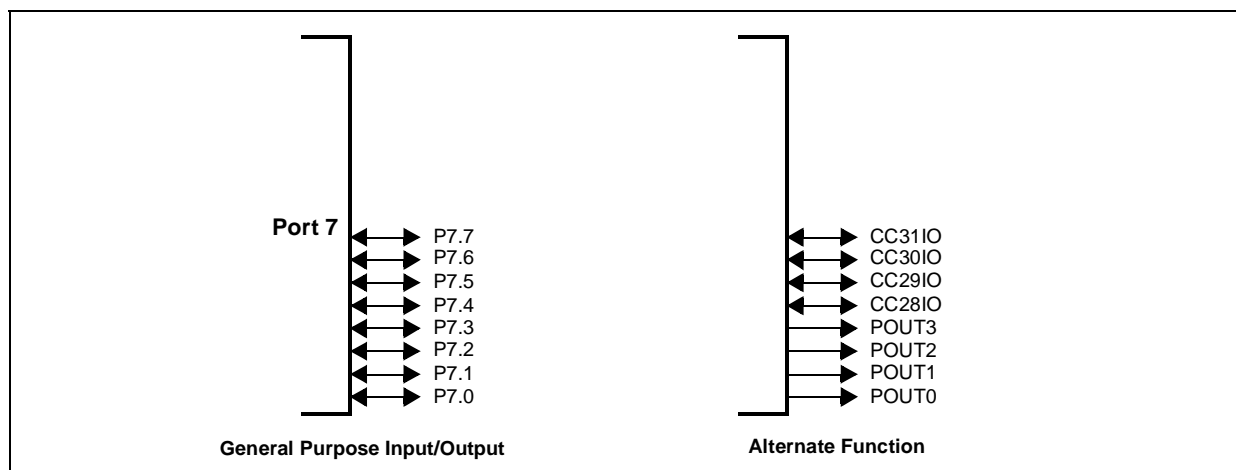 Port 7
P7.7
P7.6
P7.5
P7.4
P7.3
P7.2
P7.1
P7.0
General Purpose Input/Output
CC31IO
CC30IO
CC29IO
CC28IO
POUT3
POUT2
POUT1
POUT0
Alternate Function